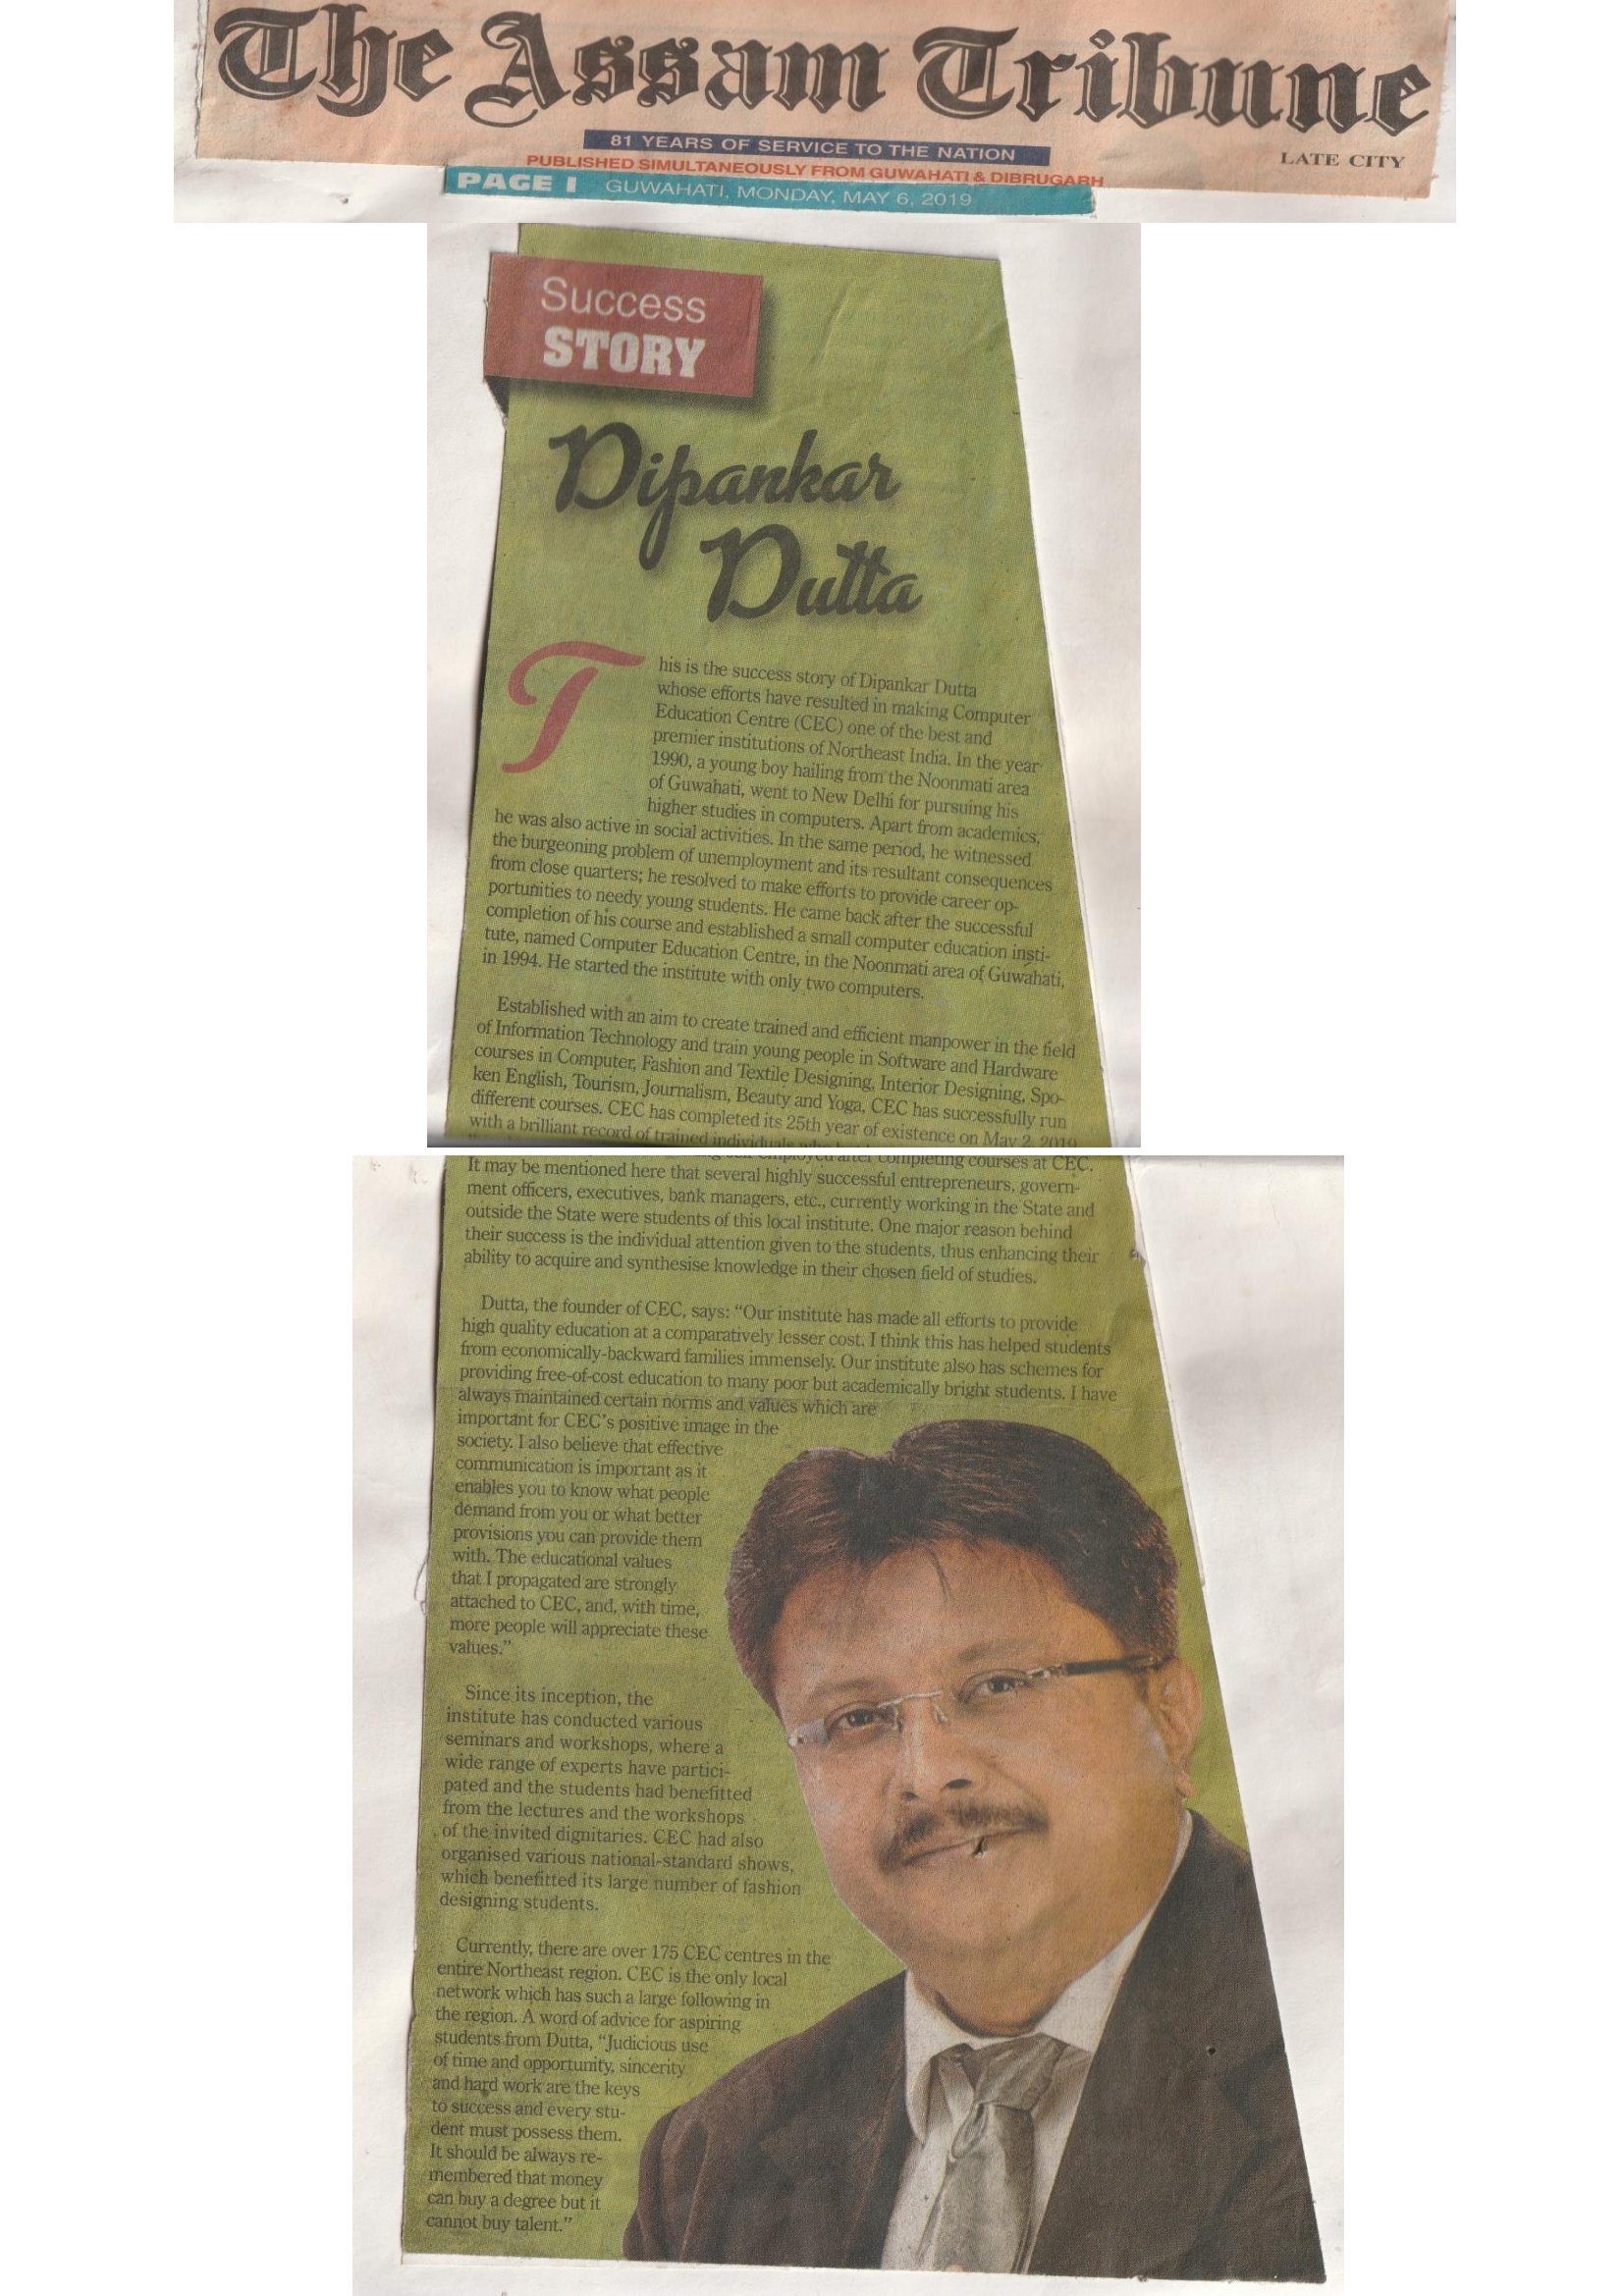 The Assam Tribune
81 YEARS OF SERVICE TO THE NATION
LATE CITY
PUBLISHED SIMULTANEOUSLY FROM GUWAHATI & DIBRUGARH
PAGE I GUWAHATI, MONDAY, MAY 6, 2019
Success
STORY
Dipankar
Dutta
This is the success story of Dipankar Dutta
whose efforts have resulted in making Computer
Education Centre (CEC) one of the best and
premier institutions of Northeast India. In the year
1990, a young boy hailing from the Noonmati area
of Guwahati, went to New Delhi for pursuing his
higher studies in computers. Apart from academics,
he was also active in social activities. In the same period, he witnessed
the burgeoning problem of unemployment and its resultant consequences
from close quarters; he resolved to make efforts to provide career op-
portunities to needy young students. He came back after the successful
completion of his course and established a small computer education insti-
tute, named Computer Education Centre, in the Noonmati area of Guwahati,
in 1994. He started the institute with only two computers.
Established with an aim to create trained and efficient manpower in the field
of Information Technology and train young people in Software and Hardware
courses in Computer, Fashion and Textile Designing, Interior Designing, Spo-
ken English, Tourism, Journalism, Beauty and Yoga, CEC has successfully run
different courses. CEC has completed its 25th year of existence on May 2, 2019
with a brilliant record of trained individuals who
employed after completing courses at CEC.
It may be mentioned here that several highly successful entrepreneurs, govern-
ment officers, executives, bank managers, etc., currently working in the State and
outside the State were students of this local institute. One major reason behind
their success is the individual attention given to the students, thus enhancing their
ability to acquire and synthesise knowledge in their chosen field of studies.
Dutta, the founder of CEC, says: “Our institute has made all efforts to provide
high quality education at a comparatively lesser cost. I think this has helped students
from economically-backward families immensely. Our institute also has schemes for
providing free-of-cost education to many poor but academically bright students. I have
always maintained certain norms and values which are
important for CEC's positive image in the
society. I also believe that effective
communication is important as it
enables you to know what people
demand from you or what better
provisions you can provide them
with. The educational values
that I propagated are strongly
attached to CEC, and, with time,
more people will appreciate these
values.”
Since its inception, the
institute has conducted various
seminars and workshops, where a
wide range of experts have partici-
pated and the students had benefitted
from the lectures and the workshops
of the invited dignitaries. CEC had also
organised various national-standard shows,
which benefitted its large number of fashion
designing students.
Currently, there are over 175 CEC centres in the
entire Northeast region. CEC is the only local
network which has such a large following in
the region. A word of advice for aspiring
students from Dutta, “Judicious use
of time and opportunity, sincerity
and hard work are the keys
to success and every stu-
dent must possess them.
It should be always re-
membered that money
can buy a degree but it
cannot buy talent.”